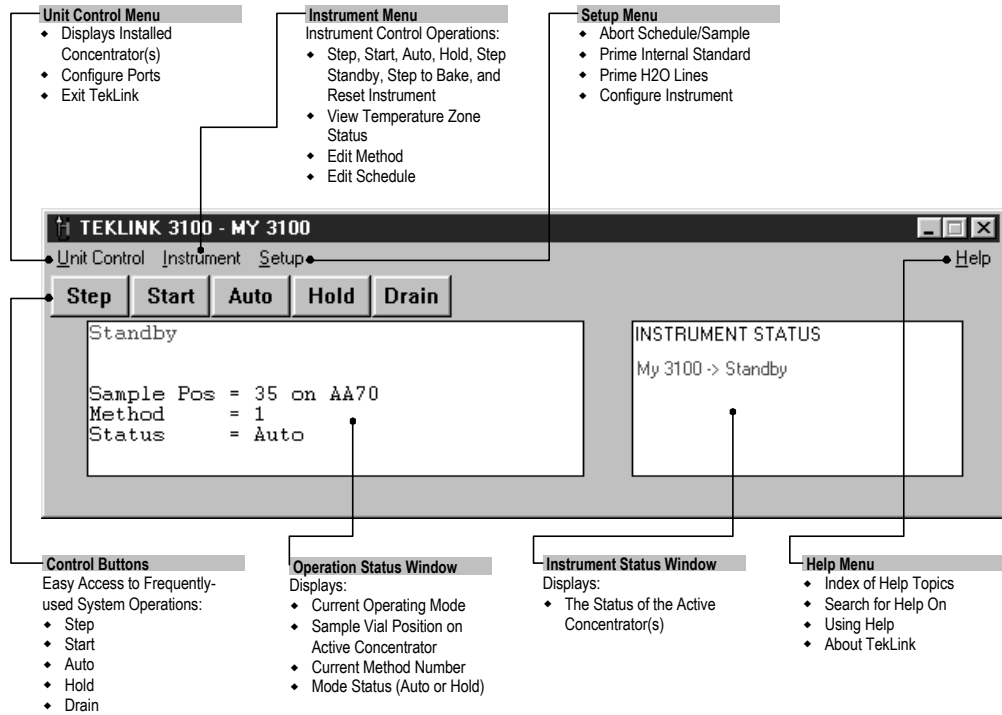 Unit Control Menu
◆ Displays Installed
Concentrator(s)
◆ Configure Ports
◆ Exit TekLink
Instrument Menu
Instrument Control Operations:
◆ Step, Start, Auto, Hold, Step
Standby, Step to Bake, and
Reset Instrument
◆ View Temperature Zone
Status
◆ Edit Method
◆ Edit Schedule
Setup Menu
◆ Abort Schedule/Sample
◆ Prime Internal Standard
◆ Prime H2O Lines
◆ Configure Instrument
TEKLINK 3100 - MY 3100
Unit Control Instrument Setup Help
Step Start Auto Hold Drain
Standby
Sample Pos = 35 on AA70
Method = 1
Status = Auto
INSTRUMENT STATUS
My 3100 -> Standby
Control Buttons
Easy Access to Frequently-
used System Operations:
◆ Step
◆ Start
◆ Auto
◆ Hold
◆ Drain
Operation Status Window
Displays:
◆ Current Operating Mode
◆ Sample Vial Position on
Active Concentrator
◆ Current Method Number
◆ Mode Status (Auto or Hold)
Instrument Status Window
Displays:
◆ The Status of the Active
Concentrator(s)
Help Menu
◆ Index of Help Topics
◆ Search for Help On
◆ Using Help
◆ About TekLink